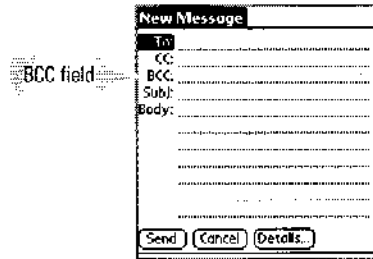 New Message
To:
CC:
BCC field
BCC:
Subj:
Body:
Send Cancel Details...